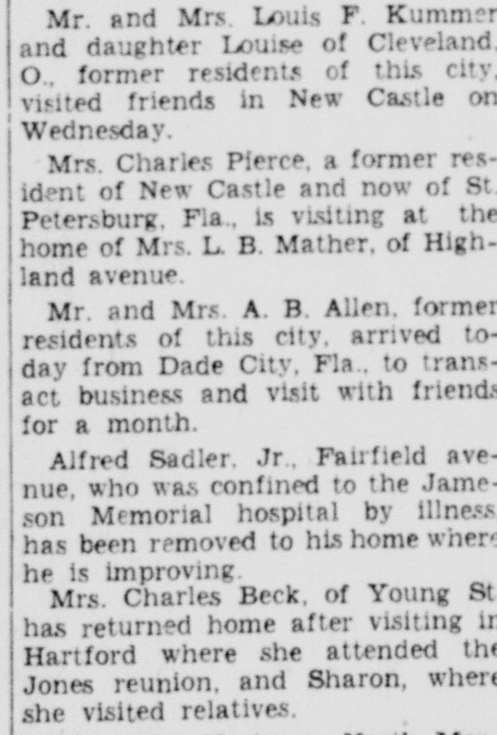 Mr. and Mrs. Louis F. Kummer
and daughter Louise of Cleveland,
O., former residents of this city,
visited friends in New Castle on
Wednesday.
Mrs. Charles Pierce, a former res-
ident of New Castle and now of St.
Petersburg, Fla., is visiting at the
home of Mrs. L. B. Mather, of High-
land avenue.
Mr. and Mrs. A. B. Allen, former
residents of this city, arrived to-
day from Dade City, Fla., to trans-
act business and visit with friends
for a month.
Alfred Sadler, Jr., Fairfield ave-
nue, who was confined to the Jame-
son Memorial hospital by illness
has been removed to his home where
he is improving.
Mrs. Charles Beck, of Young St.
has returned home after visiting in
Hartford where she attended the
Jones reunion, and Sharon, where
she visited relatives.